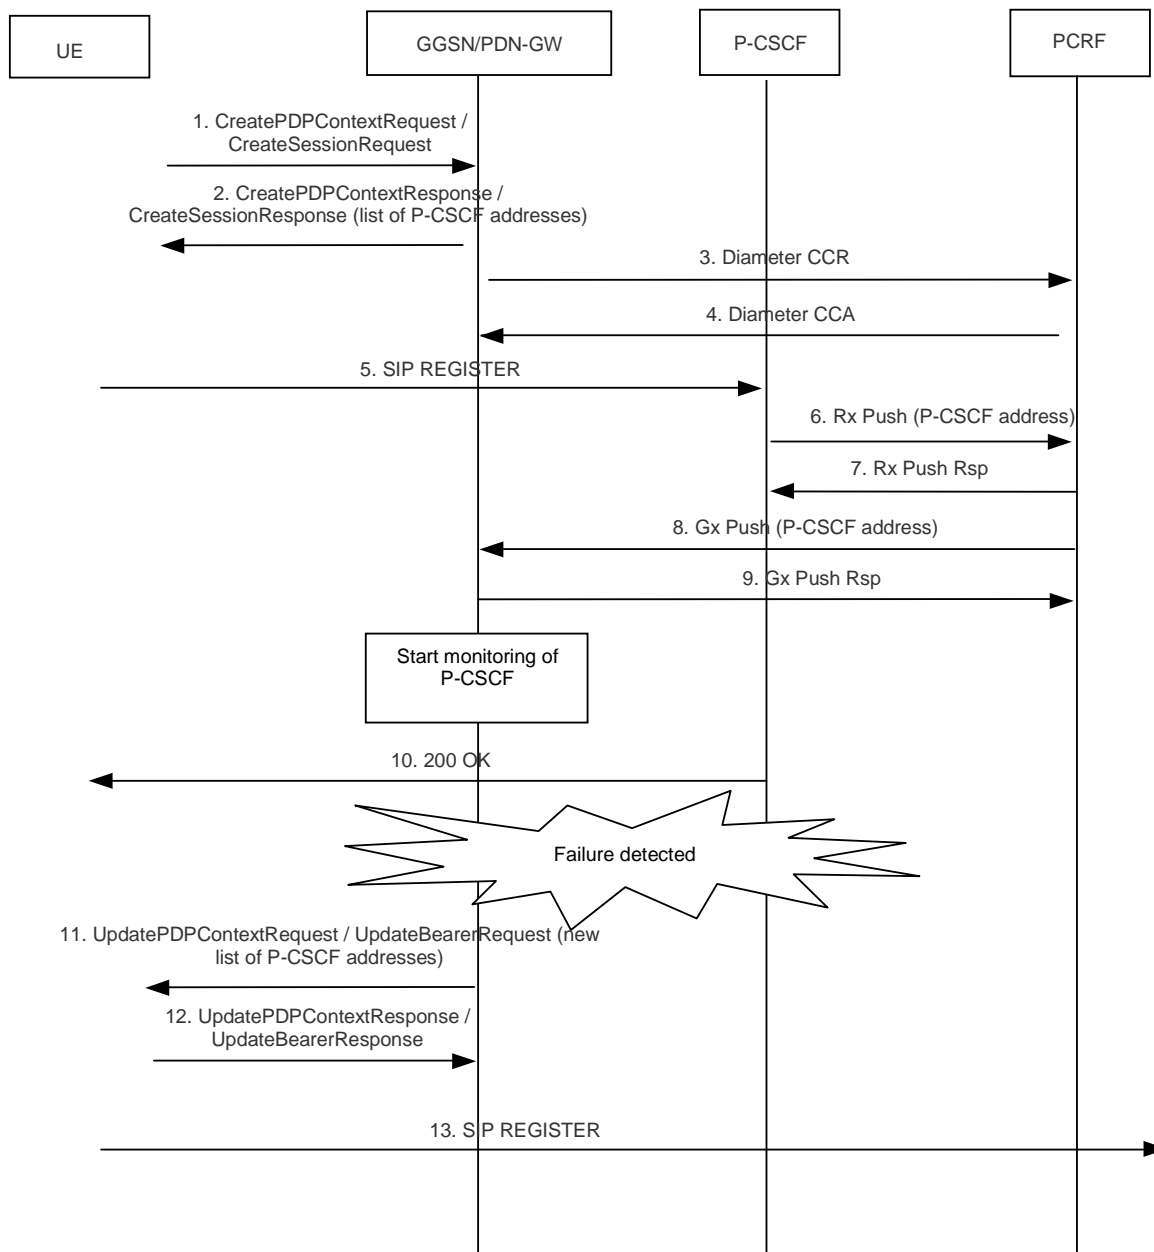 UE
GGSN/PDN-GW
P-CSCF
PCRF
1. CreatePDPContextRequest /
CreateSessionRequest
2. CreatePDPContextResponse /
CreateSessionResponse (list of P-CSCF addresses)
3. Diameter CCR
4. Diameter CCA
5. SIP REGISTER
6. Rx Push (P-CSCF address)
7. Rx Push Rsp
8. Gx Push (P-CSCF address)
9. Gx Push Rsp
Start monitoring of
P-CSCF
10. 200 OK
Failure detected
11. UpdatePDPContextRequest / UpdateBearerRequest (new
list of P-CSCF addresses)
12. UpdatePDPContextResponse /
UpdateBearerResponse
13. SIP REGISTER